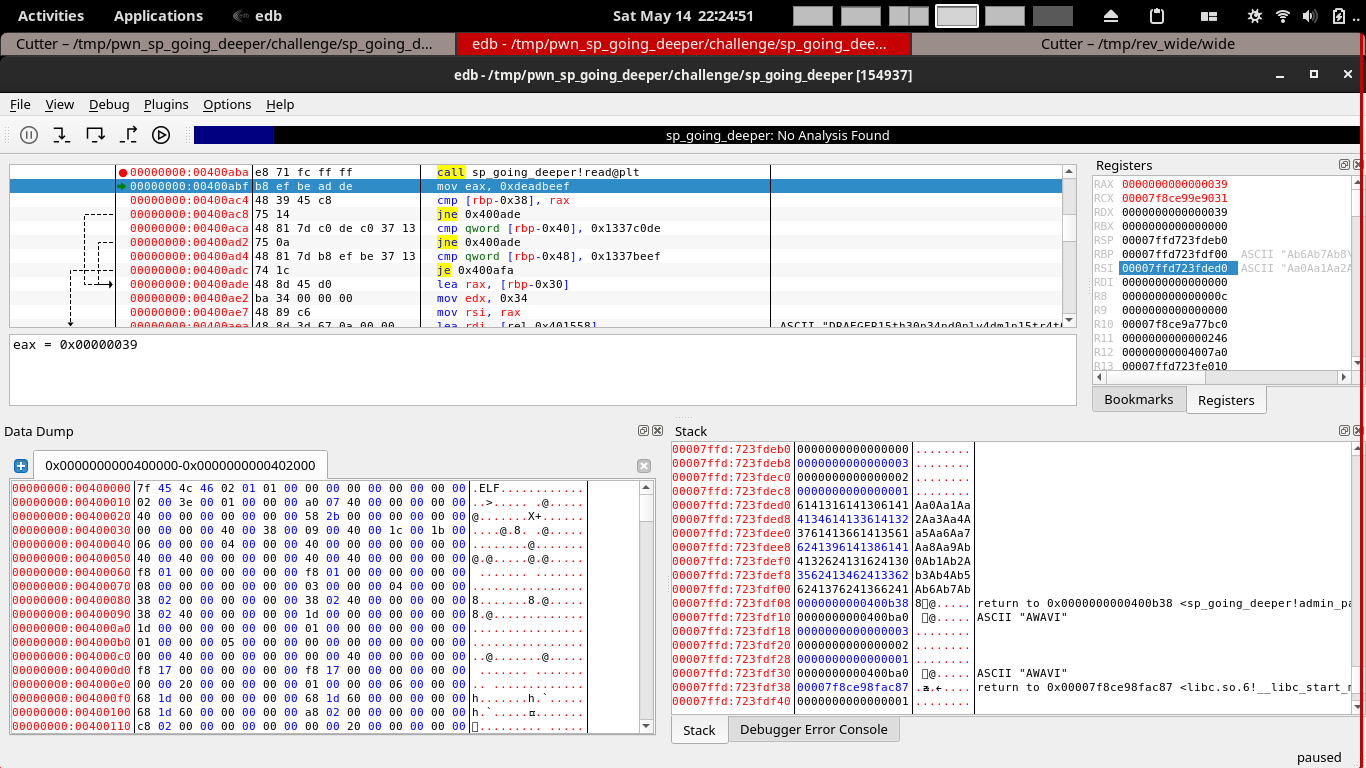 Activities Applications edb Sat May 14 22:24:51
Cutter – /tmp/pwn_sp_going_deeper/challenge/sp_going_d... edb - /tmp/pwn_sp_going_deeper/challenge/sp_going_dee... Cutter – /tmp/rev_wide/wide
edb - /tmp/pwn_sp_going_deeper/challenge/sp_going_deeper [154937]
File View Debug Plugins Options Help
sp_going_deeper: No Analysis Found
00000000:00400aba e8 71 fc ff ff call sp_going_deeper!read@plt
00000000:00400abf b8 ef be ad de mov eax, 0xdeadbeef
00000000:00400ac4 48 39 45 c8 cmp [rbp-0x38], rax
00000000:00400ac8 75 14 jne 0x400ade
00000000:00400aca 48 81 7d c0 de c0 37 13 cmp qword [rbp-0x40], 0x1337c0de
00000000:00400ad2 75 0a jne 0x400ade
00000000:00400ad4 48 81 7d b8 ef be 37 13 cmp qword [rbp-0x48], 0x1337beef
00000000:00400adc 74 1c je 0x400afa
00000000:00400ade 48 8d 45 d0 lea rax, [rbp-0x30]
00000000:00400ae2 ba 34 00 00 00 mov edx, 0x34
00000000:00400ae7 48 89 c6 mov rsi, rax
00000000:00400aea 48 8d 3d 67 0a 00 00 lea rdi, [rel 0x401558]
eax = 0x00000039
Registers
RAX 0000000000000039
RCX 00007f8ce99e9031
RDX 0000000000000039
RBX 0000000000000000
RSP 00007ffd723fdeb0
RBP 00007ffd723fdf00 ASCII "Ab6Ab7Ab8
RSI 00007ffd723fded0 ASCII "Aa0Aa1Aa2A
RDI 0000000000000000
R8 000000000000000c
R9 0000000000000000
R10 00007f8ce9a77bc0
R11 0000000000000246
R12 00000000004007a0
R13 00007ffd723fe010
Bookmarks Registers
Data Dump
0x0000000000400000-0x0000000000402000
00000000:00400000 7f 45 4c 46 02 01 01 00 00 00 00 00 00 00 00 00 .ELF............
00000000:00400010 02 00 3e 00 01 00 00 00 a0 07 40 00 00 00 00 00 ..>..... .@.....
00000000:00400020 40 00 00 00 00 00 00 00 58 2b 00 00 00 00 00 00 @.......X+......
00000000:00400030 00 00 00 00 40 00 38 00 09 00 40 00 1c 00 1b 00 ....@.8. .@.....
00000000:00400040 06 00 00 00 04 00 00 00 40 00 00 00 00 00 00 00 ........@.......
00000000:00400050 40 00 40 00 00 00 00 00 40 00 40 00 00 00 00 00 @.@.....@.@.....
00000000:00400060 f8 01 00 00 00 00 00 00 f8 01 00 00 00 00 00 00
00000000:00400070 08 00 00 00 00 00 00 00 03 00 00 00 04 00 00 00
00000000:00400080 38 02 00 00 00 00 00 00 38 02 40 00 00 00 00 00 8.......8.@.....
00000000:00400090 38 02 40 00 00 00 00 00 1d 00 00 00 00 00 00 00 8.@.............
00000000:004000a0 1d 00 00 00 00 00 00 00 01 00 00 00 00 00 00 00
00000000:004000b0 01 00 00 00 05 00 00 00 00 00 00 00 00 00 00 00
00000000:004000c0 00 00 40 00 00 00 00 00 00 00 40 00 00 00 00 00 ..@.......@.....
00000000:004000d0 f8 17 00 00 00 00 00 00 f8 17 00 00 00 00 00 00
00000000:004000e0 00 00 20 00 00 00 00 00 01 00 00 00 06 00 00 00
00000000:004000f0 68 1d 00 00 00 00 00 00 68 1d 60 00 00 00 00 00 h.......h.`.....
00000000:00400100 68 1d 60 00 00 00 00 00 a8 02 00 00 00 00 00 00 h.`.....¤.......
00000000:00400110 c8 02 00 00 00 00 00 00 00 00 20 00 00 00 00 00
Stack
00007ffd:723fdeb0 0000000000000000 ........
00007ffd:723fdeb8 0000000000000003 ........
00007ffd:723fdec0 0000000000000002 ........
00007ffd:723fdec8 0000000000000001 ........
00007ffd:723fded0 6141316141306141 Aa0Aa1Aa
00007ffd:723fded8 4134614133614132 2Aa3Aa4A
00007ffd:723fdee0 3761413661413561 a5Aa6Aa7
00007ffd:723fdee8 6241396141386141 Aa8Aa9Ab
00007ffd:723fdef0 4132624131624130 0Ab1Ab2A
00007ffd:723fdef8 3562413462413362 b3Ab4Ab5
00007ffd:723fdf00 6241376241366241 Ab6Ab7Ab
00007ffd:723fdf08 0000000000400b38 return to 0x0000000000400b38 <sp_going_deeper!admin_pa
00007ffd:723fdf10 0000000000400ba0 ASCII "AWAVI"
00007ffd:723fdf18 0000000000000003 ........
00007ffd:723fdf20 0000000000000002 ........
00007ffd:723fdf28 0000000000000001 ........
00007ffd:723fdf30 0000000000400ba0 ASCII "AWAVI"
00007ffd:723fdf38 00007f8ce98fac87 return to 0x00007f8ce98fac87 <libc.so.6!__libc_start_m
00007ffd:723fdf40 0000000000000001 ........
Stack Debugger Error Console
paused